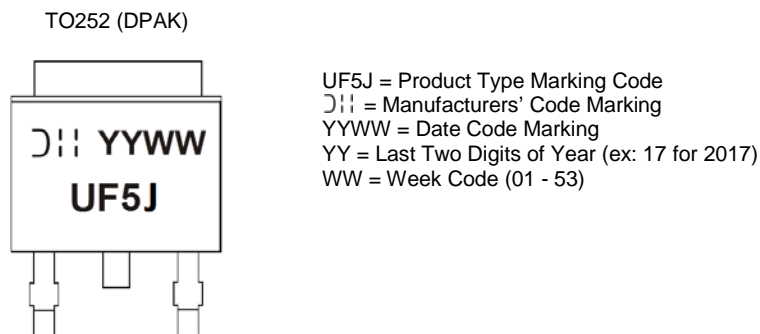 TO252 (DPAK)
YYWW
UF5J
UF5J = Product Type Marking Code
= Manufacturers' Code Marking
YYWW = Date Code Marking
YY = Last Two Digits of Year (ex: 17 for 2017)
WW = Week Code (01 - 53)